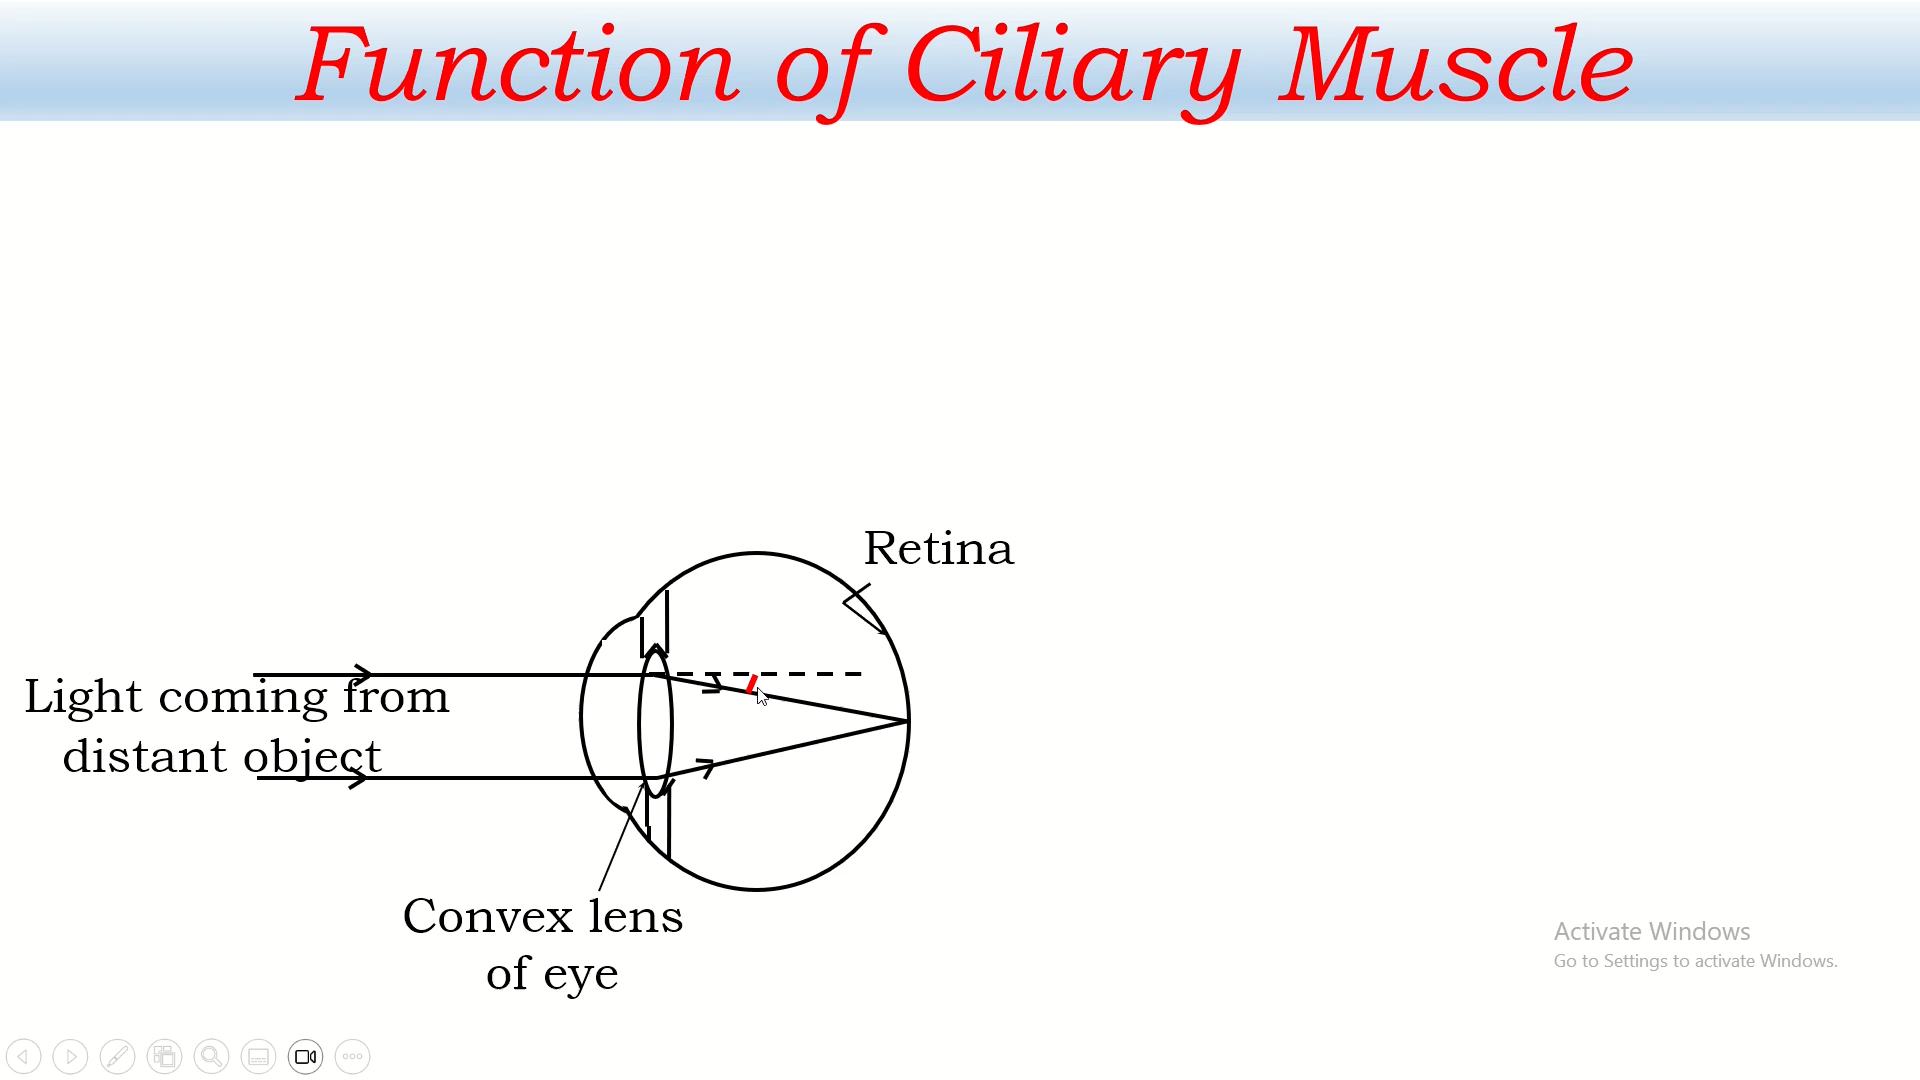 Function of Ciliary Muscle
Retina
Light coming from
distant object
Convex lens
of eye
Activate Windows
Go to Settings to activate Windows.